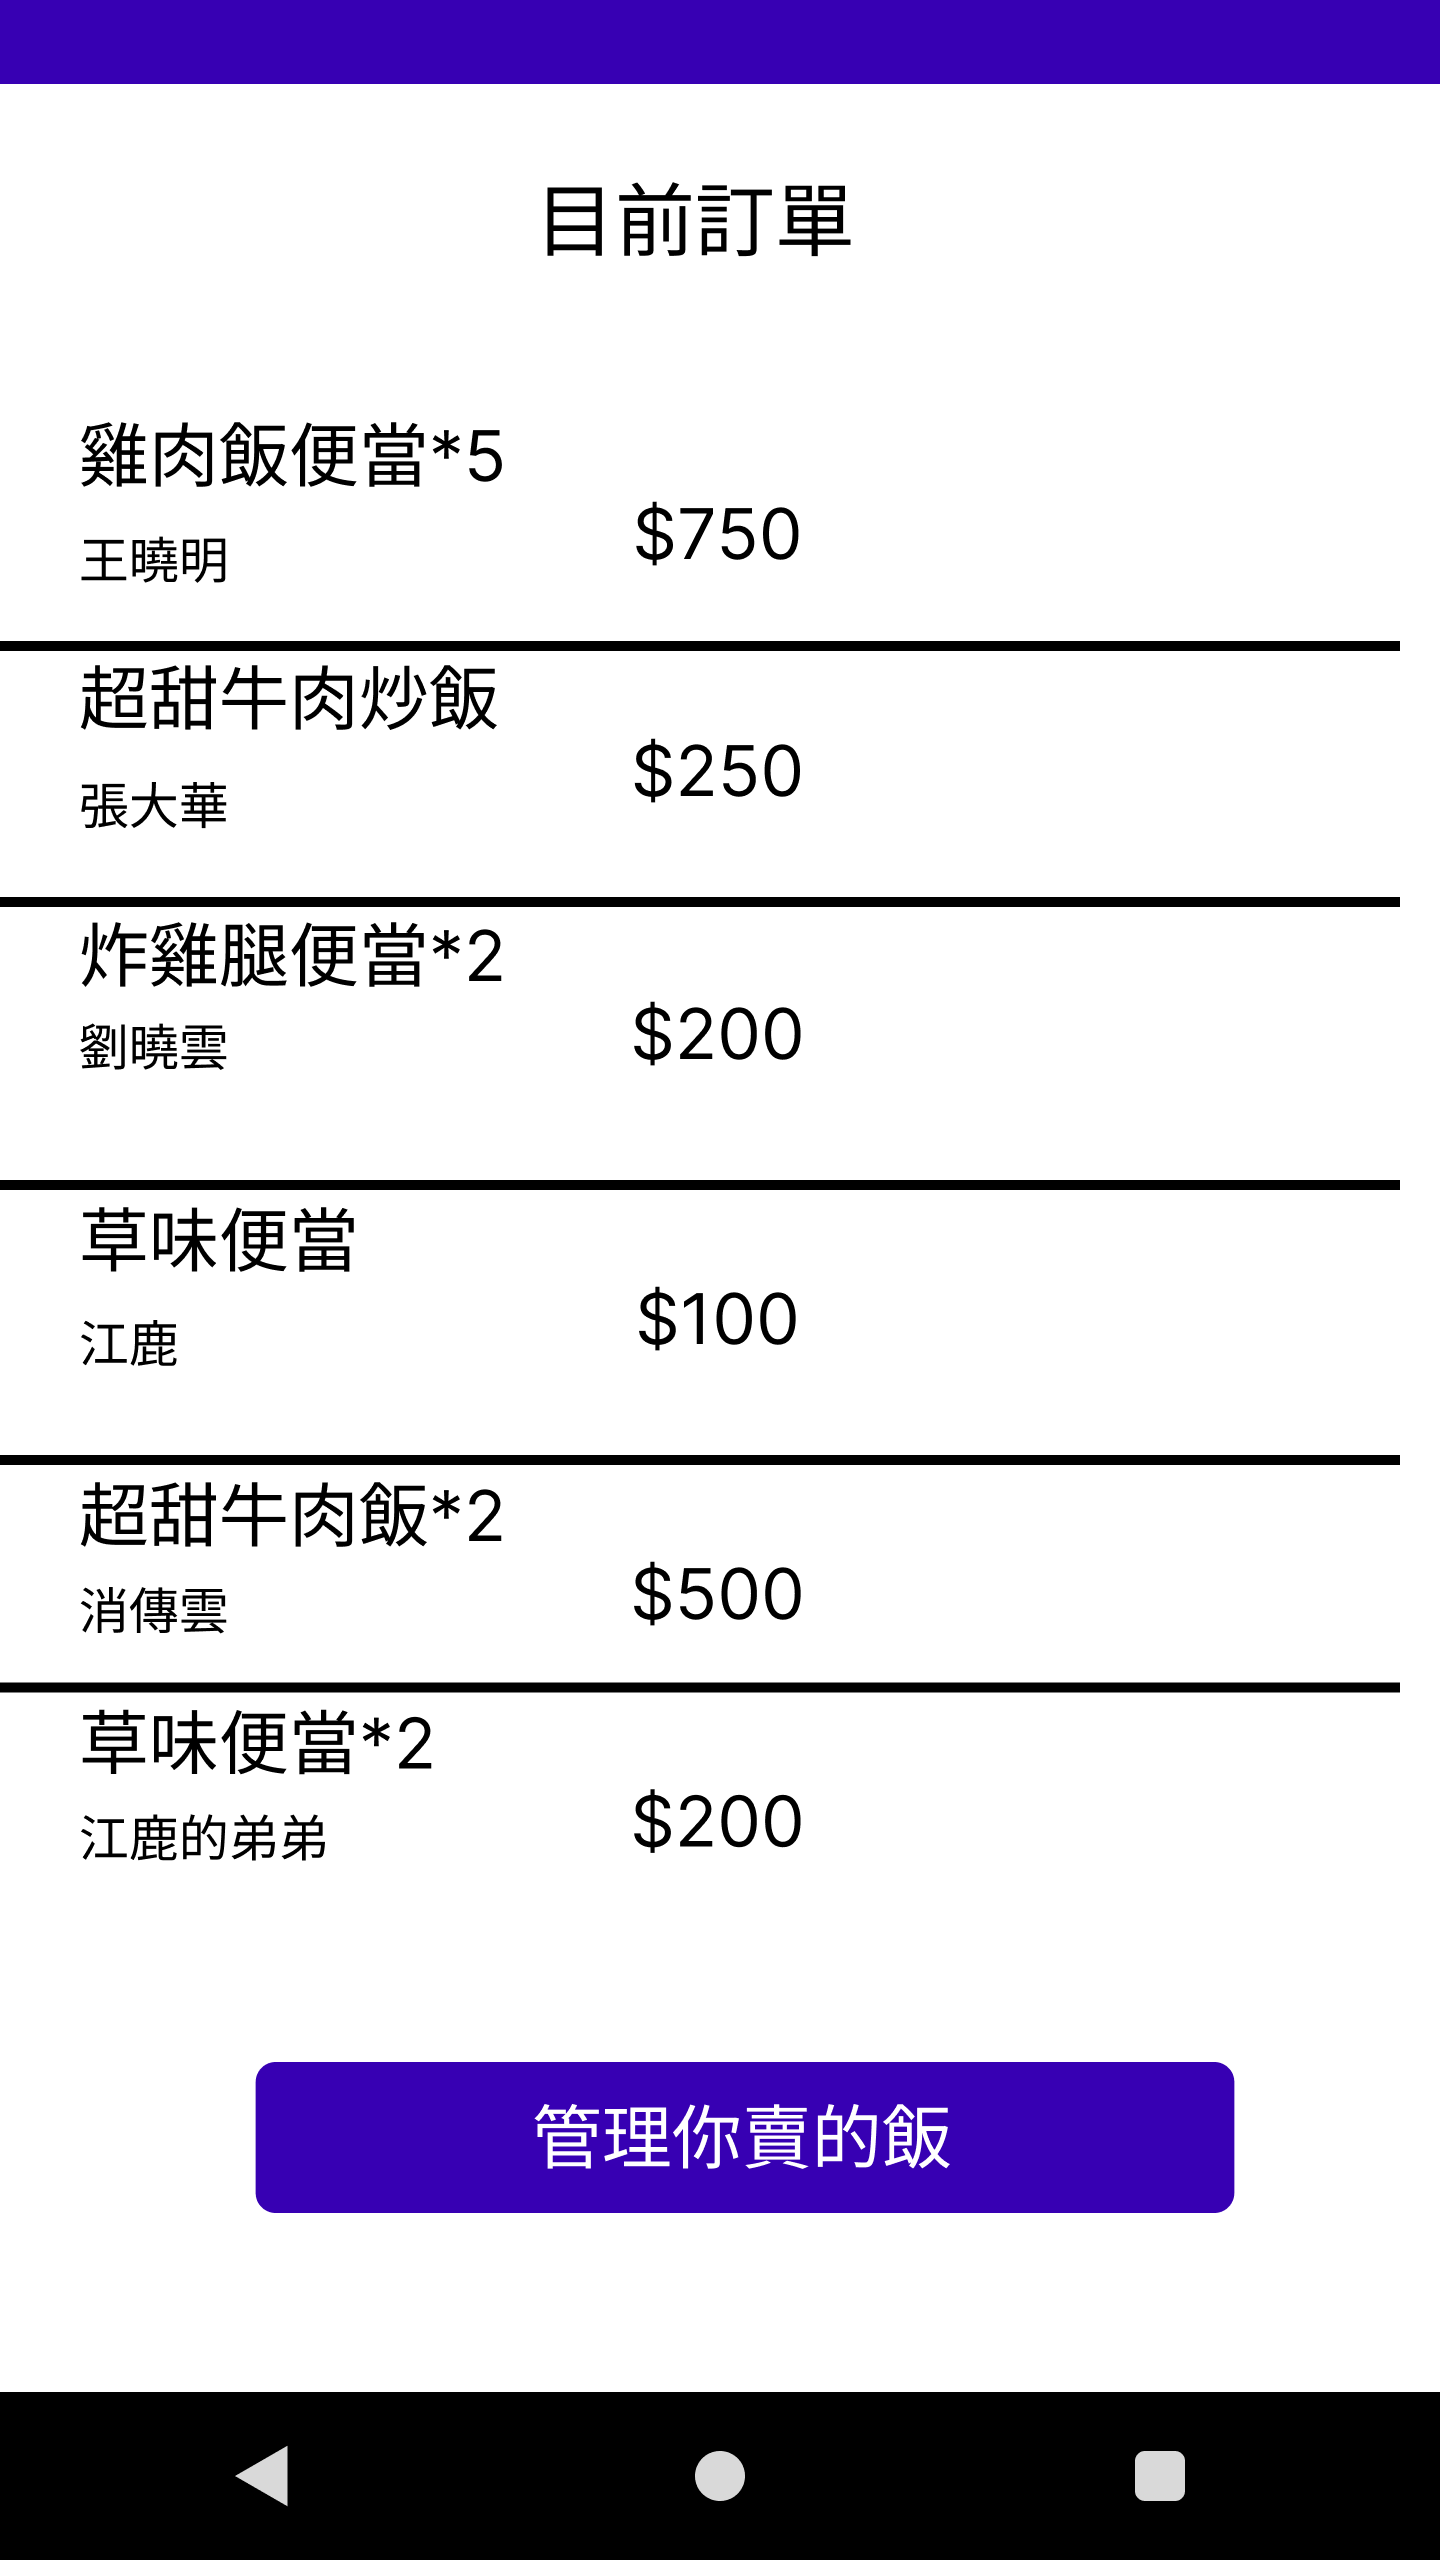 目前訂單
雞肉飯便當*5
$750
王曉明
超甜牛肉炒飯
$250
張大華
炸雞腿便當*2
$200
劉曉雲
草味便當
$100
江鹿
超甜牛肉飯*2
$500
消傳雲
草味便當*2
$200
江鹿的弟弟
管理你賣的飯